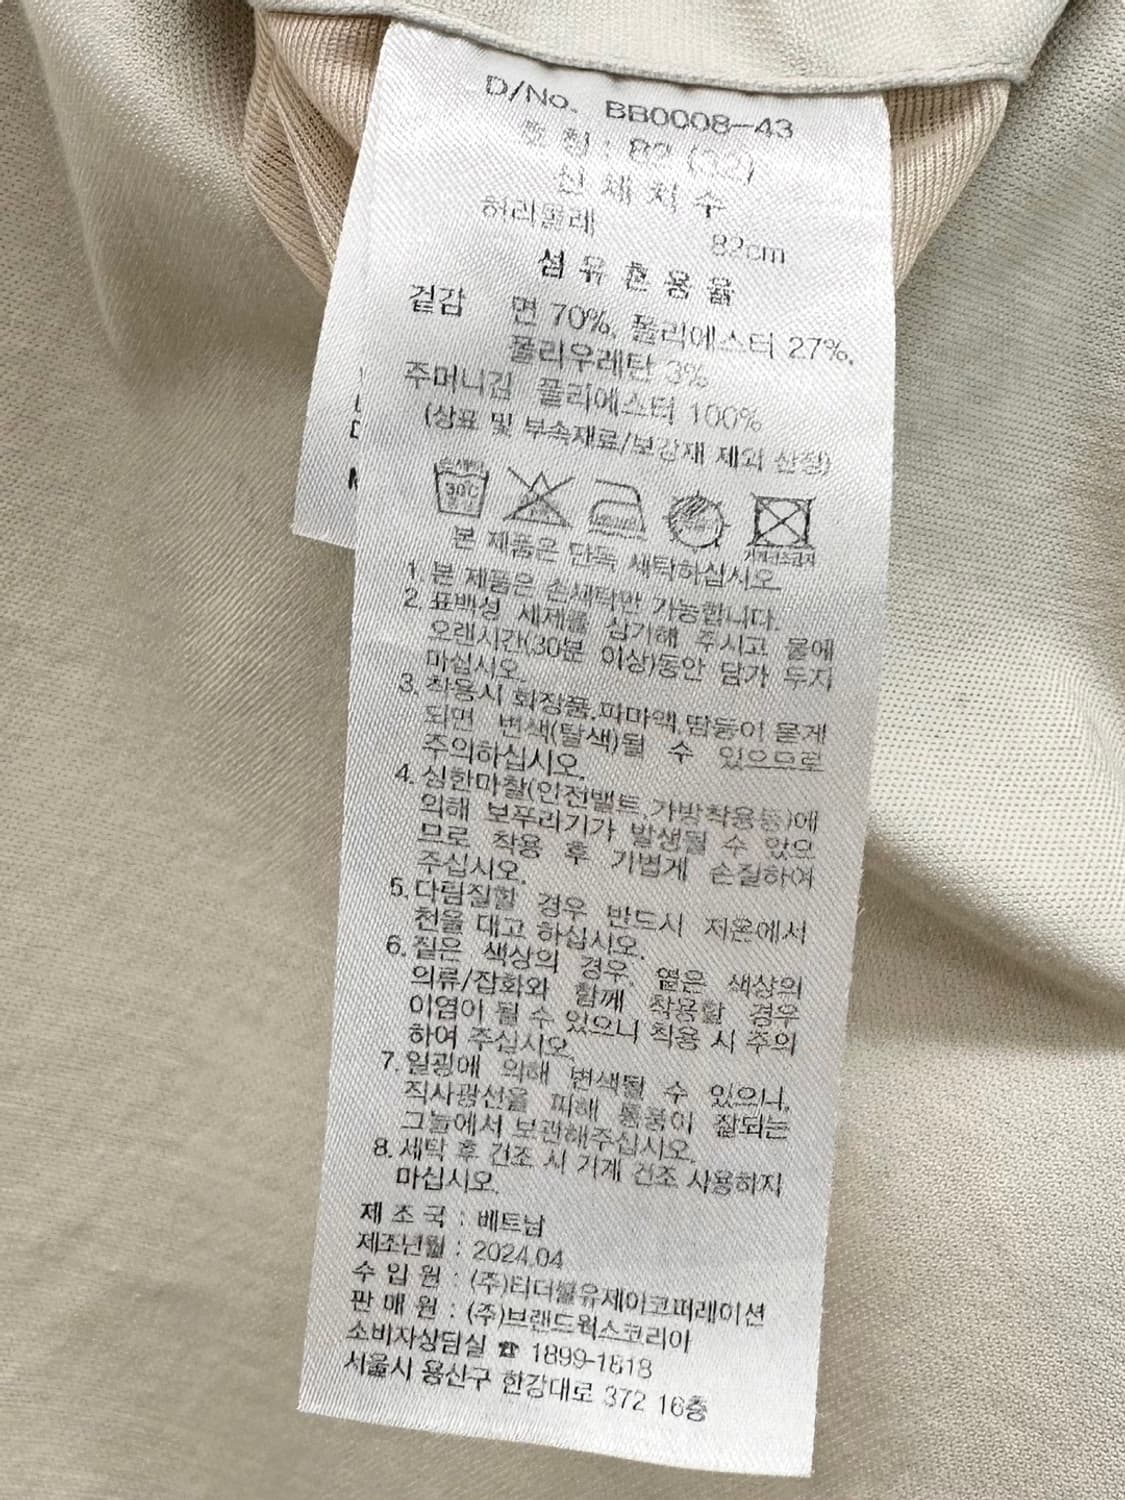 D/No. BB0008-43
호칭 : 82 (32)
신 체 치 수
허리둘레 82cm
섬 유 혼 용 율
겉감 면 70%, 폴리에스터 27%,
폴리우레탄 3%
주머니감 폴리에스터 100%
(상표 및 부속재료/보강재 제외 산정)
손세탁
30℃
본 제품은 단독 세탁하십시오.
1. 본 제품은 손세탁만 가능합니다.
2. 표백성 세제를 삼가해 주시고 물에
오랜시간(30분 이상)동안 담가 두지
마십시오.
3. 착용시 화장품,파마액,땀등이 묻게
되면 변색(탈색)될 수 있으므로
주의하십시오.
4. 심한마찰(안전밸트,가방착용등)에
의해 보푸라기가 발생될 수 있으
므로 착용 후 가볍게 손질하여
주십시오.
5. 다림질할 경우 반드시 저온에서
천을 대고 하십시오.
6. 짙은 색상의 경우, 옅은 색상의
의류/잡화와 함께 착용할 경우
이염이 될 수 있으니 착용 시 주의
하여 주십시오.
7. 일광에 의해 변색될 수 있으니,
직사광선을 피해 통풍이 잘되는
그늘에서 보관해주십시오.
8. 세탁 후 건조 시 기계 건조 사용하지
마십시오.
제 조 국 : 베트남
제조년월 : 2024.04
수 입 원 : (주)티더블유제이코퍼레이션
판 매 원 : (주)브랜드웍스코리아
소비자상담실 ☎ 1899-1818
서울시 용산구 한강대로 372 16층